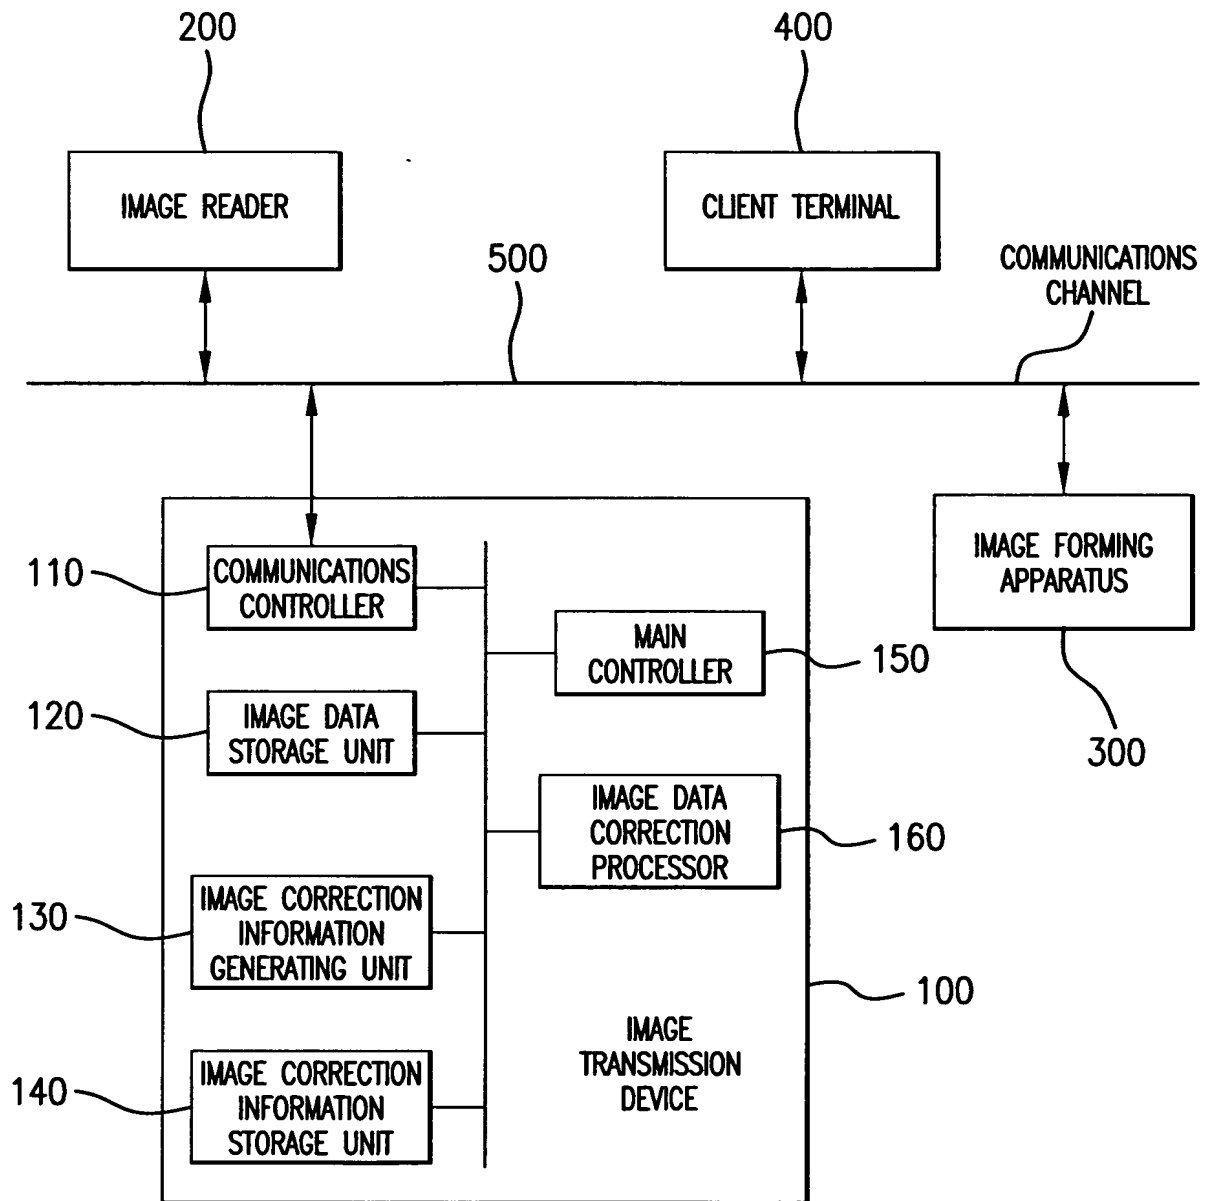 200
400
IMAGE READER
CLIENT TERMINAL
500
COMMUNICATIONS
CHANNEL
110
COMMUNICATIONS
CONTROLLER
IMAGE FORMING
APPARATUS
300
MAIN
CONTROLLER
150
120
IMAGE DATA
STORAGE UNIT
IMAGE DATA
CORRECTION
PROCESSOR
160
130
IMAGE CORRECTION
INFORMATION
GENERATING UNIT
100
IMAGE
TRANSMISSION
DEVICE
140
IMAGE CORRECTION
INFORMATION
STORAGE UNIT